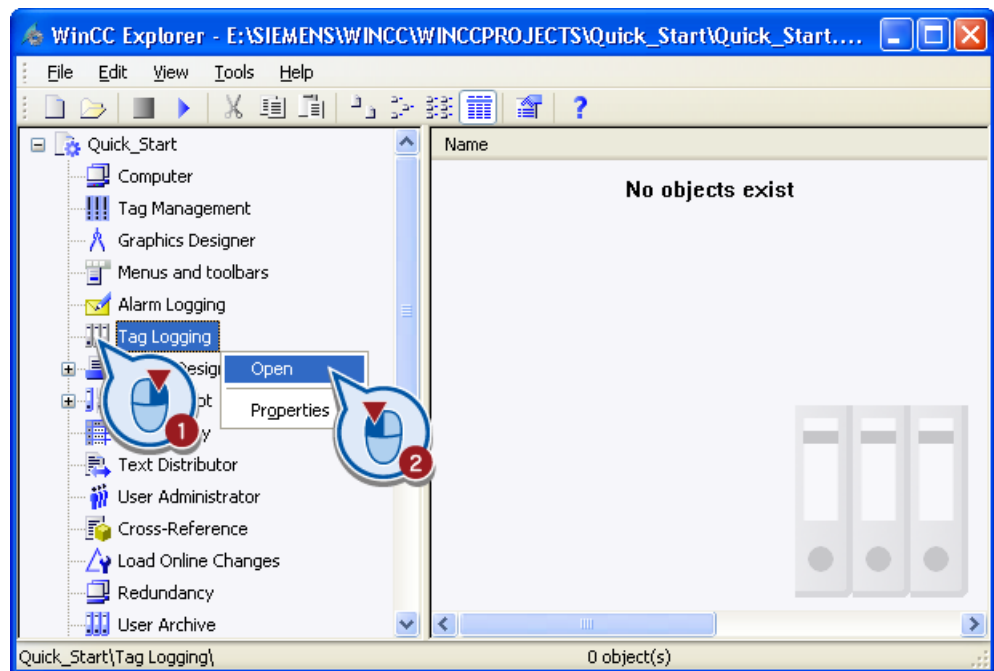 WinCC Explorer - E:\SIEMENS\WINCC\WINCCPROJECTS\Quick_Start\Quick_Start....
File Edit View Tools Help
Quick_Start
Computer
Tag Management
Graphics Designer
Menus and toolbars
Alarm Logging
Tag Logging
Open
Properties
1
2
Text Distributor
User Administrator
Cross-Reference
Load Online Changes
Redundancy
User Archive
Name
No objects exist
Quick_Start\Tag Logging\
0 object(s)